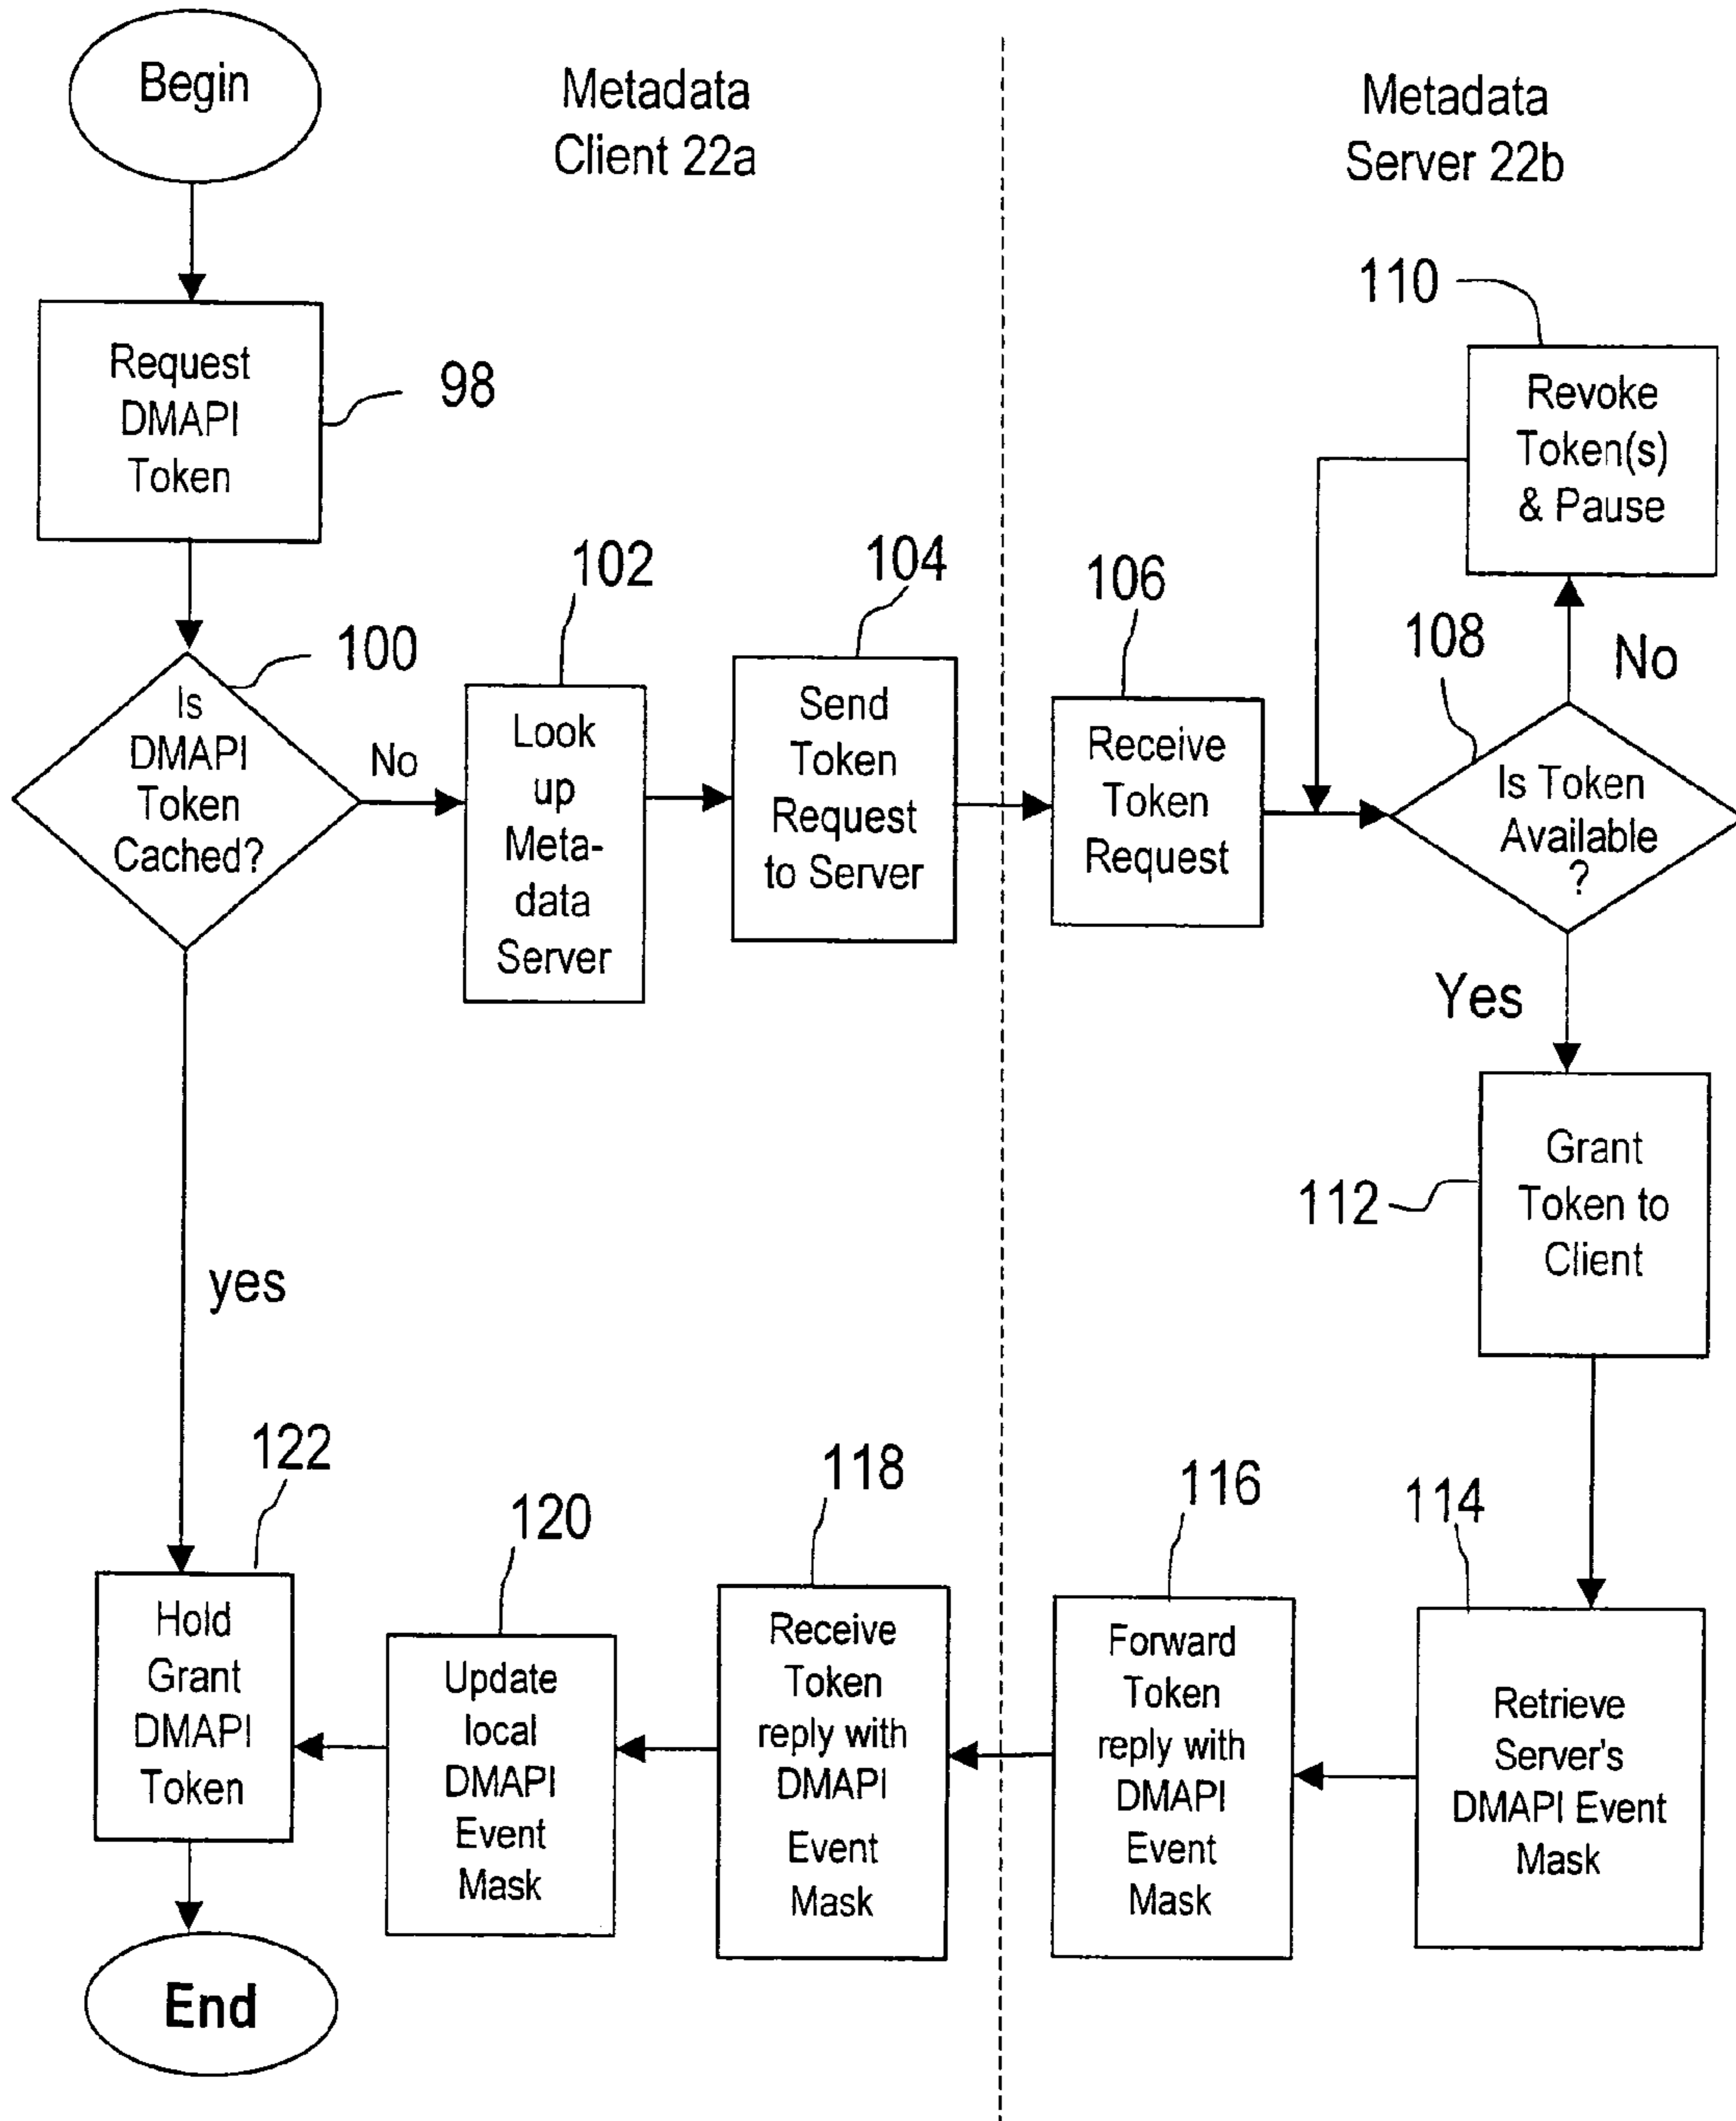 Begin
Metadata
Client 22a
Metadata
Server 22b
Request
DMAPI
Token
98
110
Revoke
Token(s)
& Pause
Is
DMAPI
Token
Cached?
100
No
102
Look
up
Meta-
data
Server
104
Send
Token
Request
to Server
106
Receive
Token
Request
108
No
Is Token
Available
?
Yes
112
Grant
Token to
Client
yes
122
Hold
Grant
DMAPI
Token
120
Update
local
DMAPI
Event
Mask
118
Receive
Token
reply with
DMAPI
Event
Mask
116
Forward
Token
reply with
DMAPI
Event
Mask
114
Retrieve
Server's
DMAPI Event
Mask
End